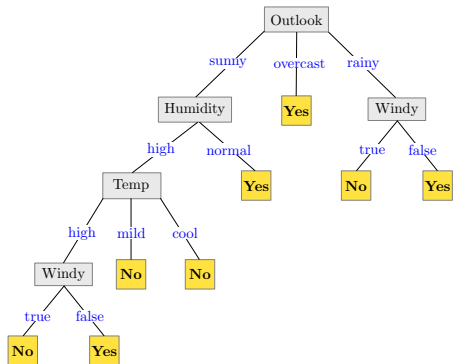 Outlook
sunny overcast rainy
Humidity Yes Windy
high normal true false
Temp Yes No Yes
high mild cool
Windy No No
true false
No Yes